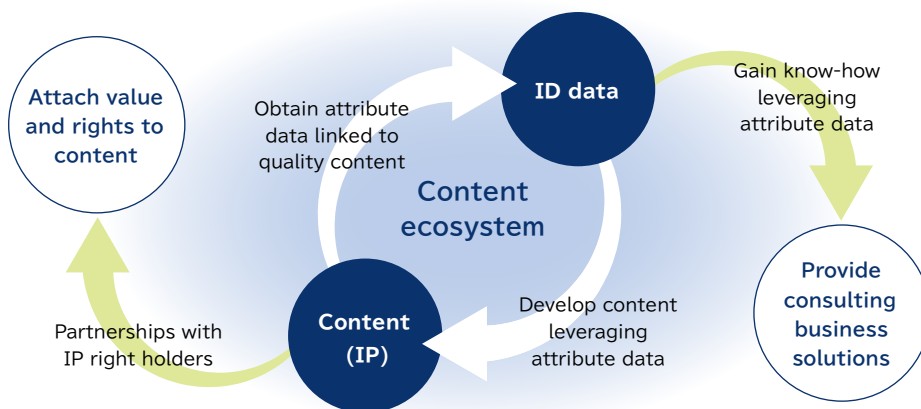 Attach value
and rights to
content
Obtain attribute
data linked to
quality content
ID data
Gain know-how
leveraging
attribute data
Content
ecosystem
Partnerships with
IP right holders
Content
(IP)
Develop content
leveraging
attribute data
Provide
consulting
business
solutions